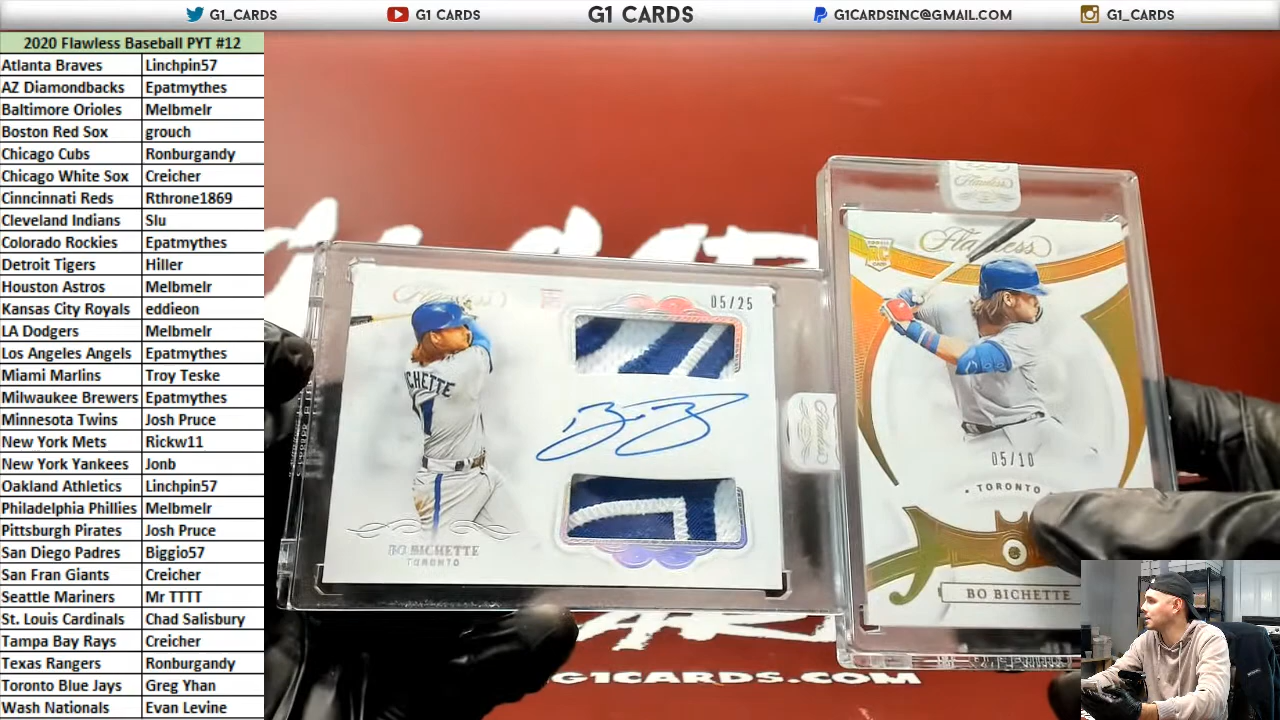 G1_CARDS G1 CARDS G1 CARDS G1CARDSINC@GMAIL.COM G1_CARDS
2020 Flawless Baseball PYT #12
Atlanta Braves Linchpin57
AZ Diamondbacks Epatmythes
Baltimore Orioles Melbmelr
Boston Red Sox grouch
Chicago Cubs Ronburgandy
Chicago White Sox Creicher
Cinncinnati Reds Rthrone1869
Cleveland Indians Slu
Colorado Rockies Epatmythes
Detroit Tigers Hiller
Houston Astros Melbmelr
Kansas City Royals eddieon
LA Dodgers Melbmelr
Los Angeles Angels Epatmythes
Miami Marlins Troy Teske
Milwaukee Brewers Epatmythes
Minnesota Twins Josh Pruce
New York Mets Rickw11
New York Yankees Jonb
Oakland Athletics Linchpin57
Philadelphia Phillies Melbmelr
Pittsburgh Pirates Josh Pruce
San Diego Padres Biggio57
San Fran Giants Creicher
Seattle Mariners Mr TTTT
St. Louis Cardinals Chad Salisbury
Tampa Bay Rays Creicher
Texas Rangers Ronburgandy
Toronto Blue Jays Greg Yhan
Wash Nationals Evan Levine
Flawless
05/25
CHETTE
BO BICHETTE
TORONTO
Flawless
Flawless
Flawless
RC
05/10
TORONTO
BO BICHETTE
G1CARDS.COM